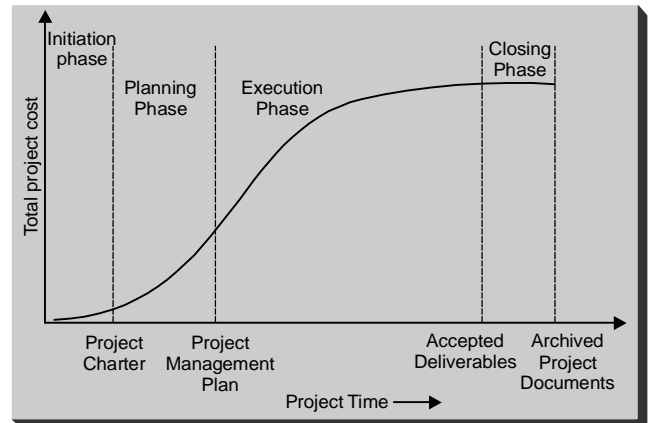 Initiation
phase
Planning
Phase
Execution
Phase
Closing
Phase
Total project cost
Project
Charter
Project
Management
Plan
Accepted
Deliverables
Archived
Project
Documents
Project Time